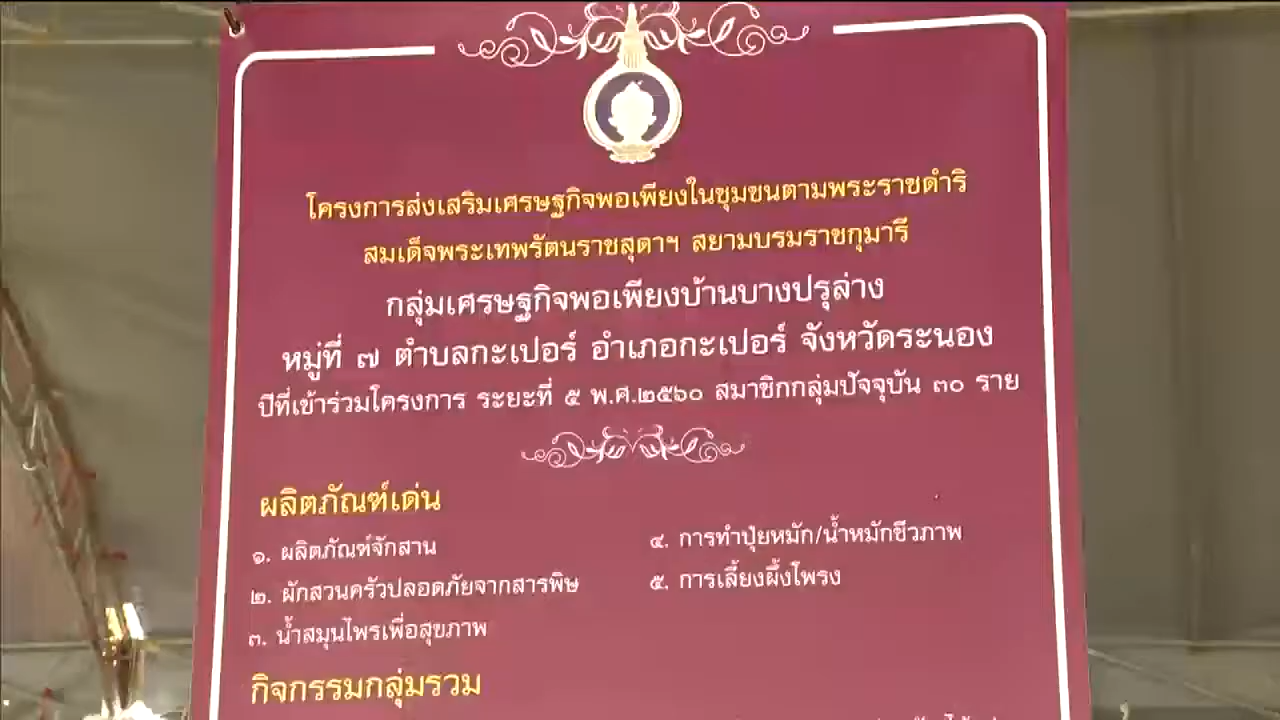 โครงการส่งเสริมเศรษฐกิจพอเพียงในชุมชนตามพระราชดำริ
สมเด็จพระเทพรัตนราชสุดาฯ สยามบรมราชกุมารี
กลุ่มเศรษฐกิจพอเพียงบ้านบางปรุล่าง
หมู่ที่ ๗ ตำบลกะเปอร์ อำเภอกะเปอร์ จังหวัดระนอง
ปีที่เข้าร่วมโครงการ ระยะที่ ๕ พ.ศ.๒๕๖๐ สมาชิกกลุ่มปัจจุบัน ๓๐ ราย
ผลิตภัณฑ์เด่น
๑. ผลิตภัณฑ์จักสาน
๒. ผักสวนครัวปลอดภัยจากสารพิษ
๓. น้ำสมุนไพรเพื่อสุขภาพ
๔. การทำปุ๋ยหมัก/น้ำหมักชีวภาพ
๕. การเลี้ยงผึ้งโพรง
กิจกรรมกลุ่มรวม